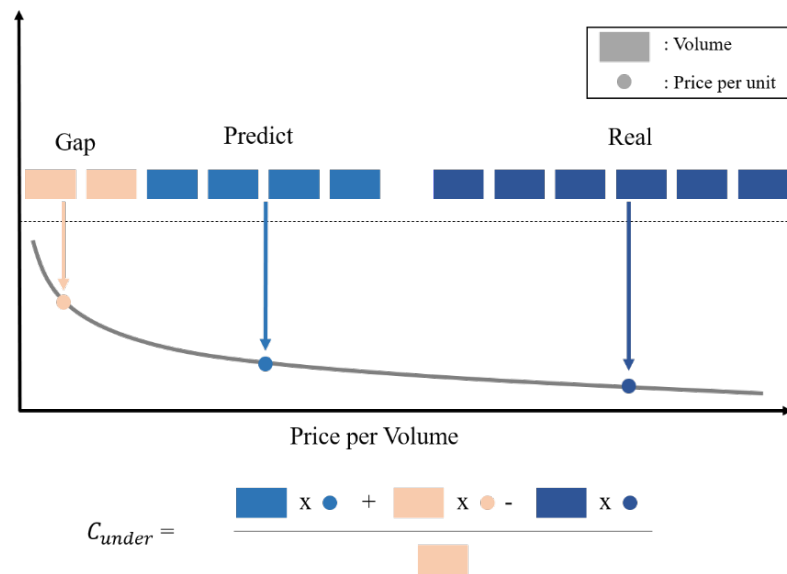 : Volume
: Price per unit
Gap
Predict
Real
Price per Volume
x + x - x
C_under =